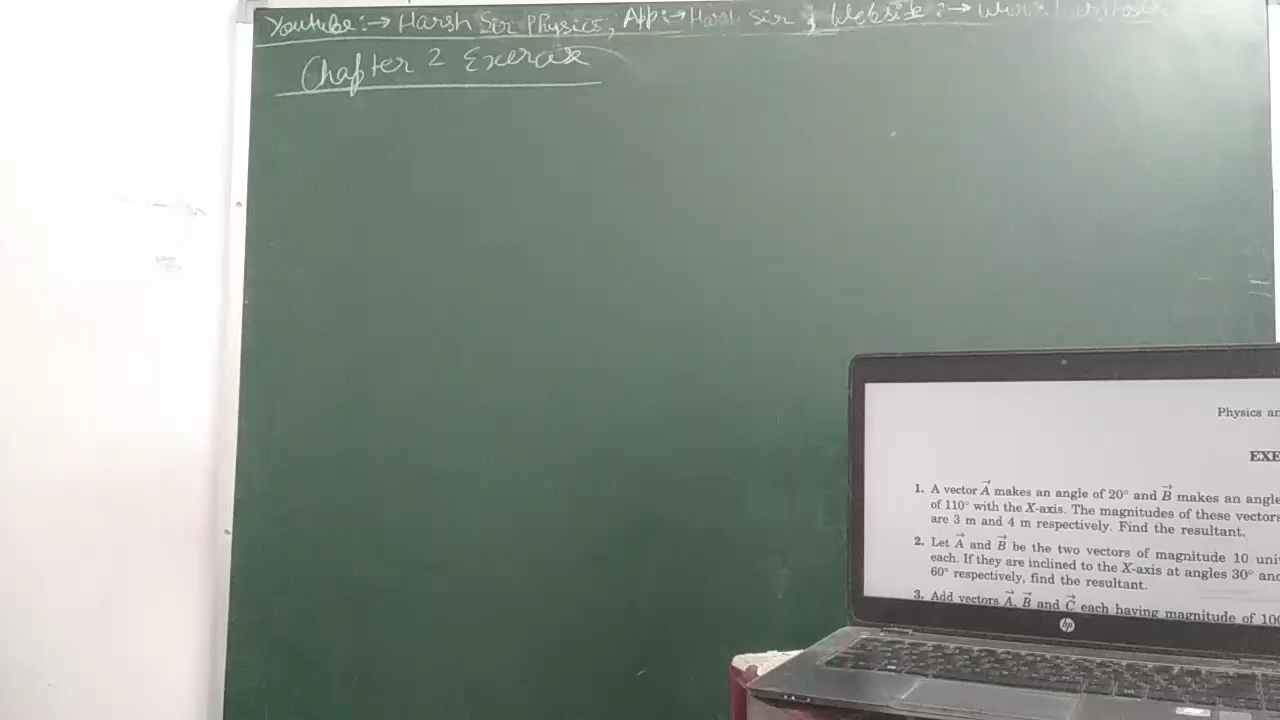 Youtube:→ Harsh Sir Physics, App:→ Harsh Sir, Website:→
Chapter 2 Exercise
Physics an
EXE
1. A vector A⃗ makes an angle of 20° and B⃗ makes an angle
of 110° with the X-axis. The magnitudes of these vectors
are 3 m and 4 m respectively. Find the resultant.
2. Let A⃗ and B⃗ be the two vectors of magnitude 10 unit
each. If they are inclined to the X-axis at angles 30° and
60° respectively, find the resultant.
3. Add vectors A⃗, B⃗ and C⃗ each having magnitude of 100
hp